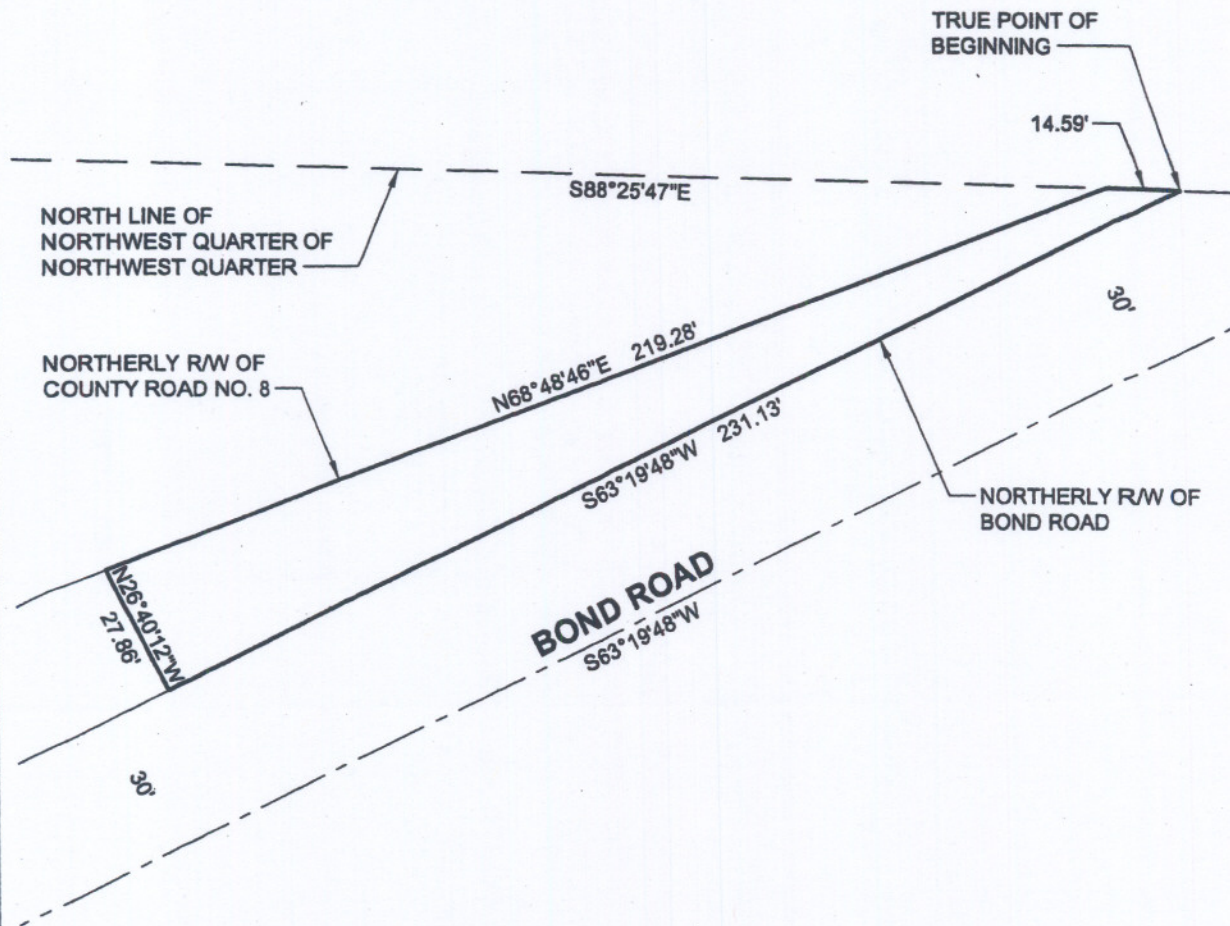 TRUE POINT OF
BEGINNING
14.59'
S88°25'47"E
NORTH LINE OF
NORTHWEST QUARTER OF
NORTHWEST QUARTER
30'
NORTHERLY R/W OF
COUNTY ROAD NO. 8
N68°48'46"E 219.28'
S63°19'48"W 231.13'
NORTHERLY R/W OF
BOND ROAD
N26°40'12"W
27.86'
BOND ROAD
S63°19'48"W
30'